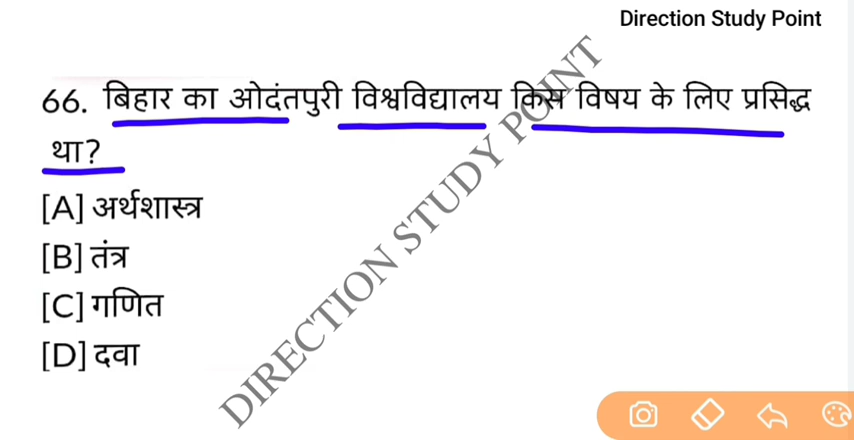 Direction Study Point
66. बिहार का ओदंतपुरी विश्वविद्यालय किस विषय के लिए प्रसिद्ध
था?
[A] अर्थशास्त्र
[B] तंत्र
[C] गणित
[D] दवा
DIRECTION STUDY POINT